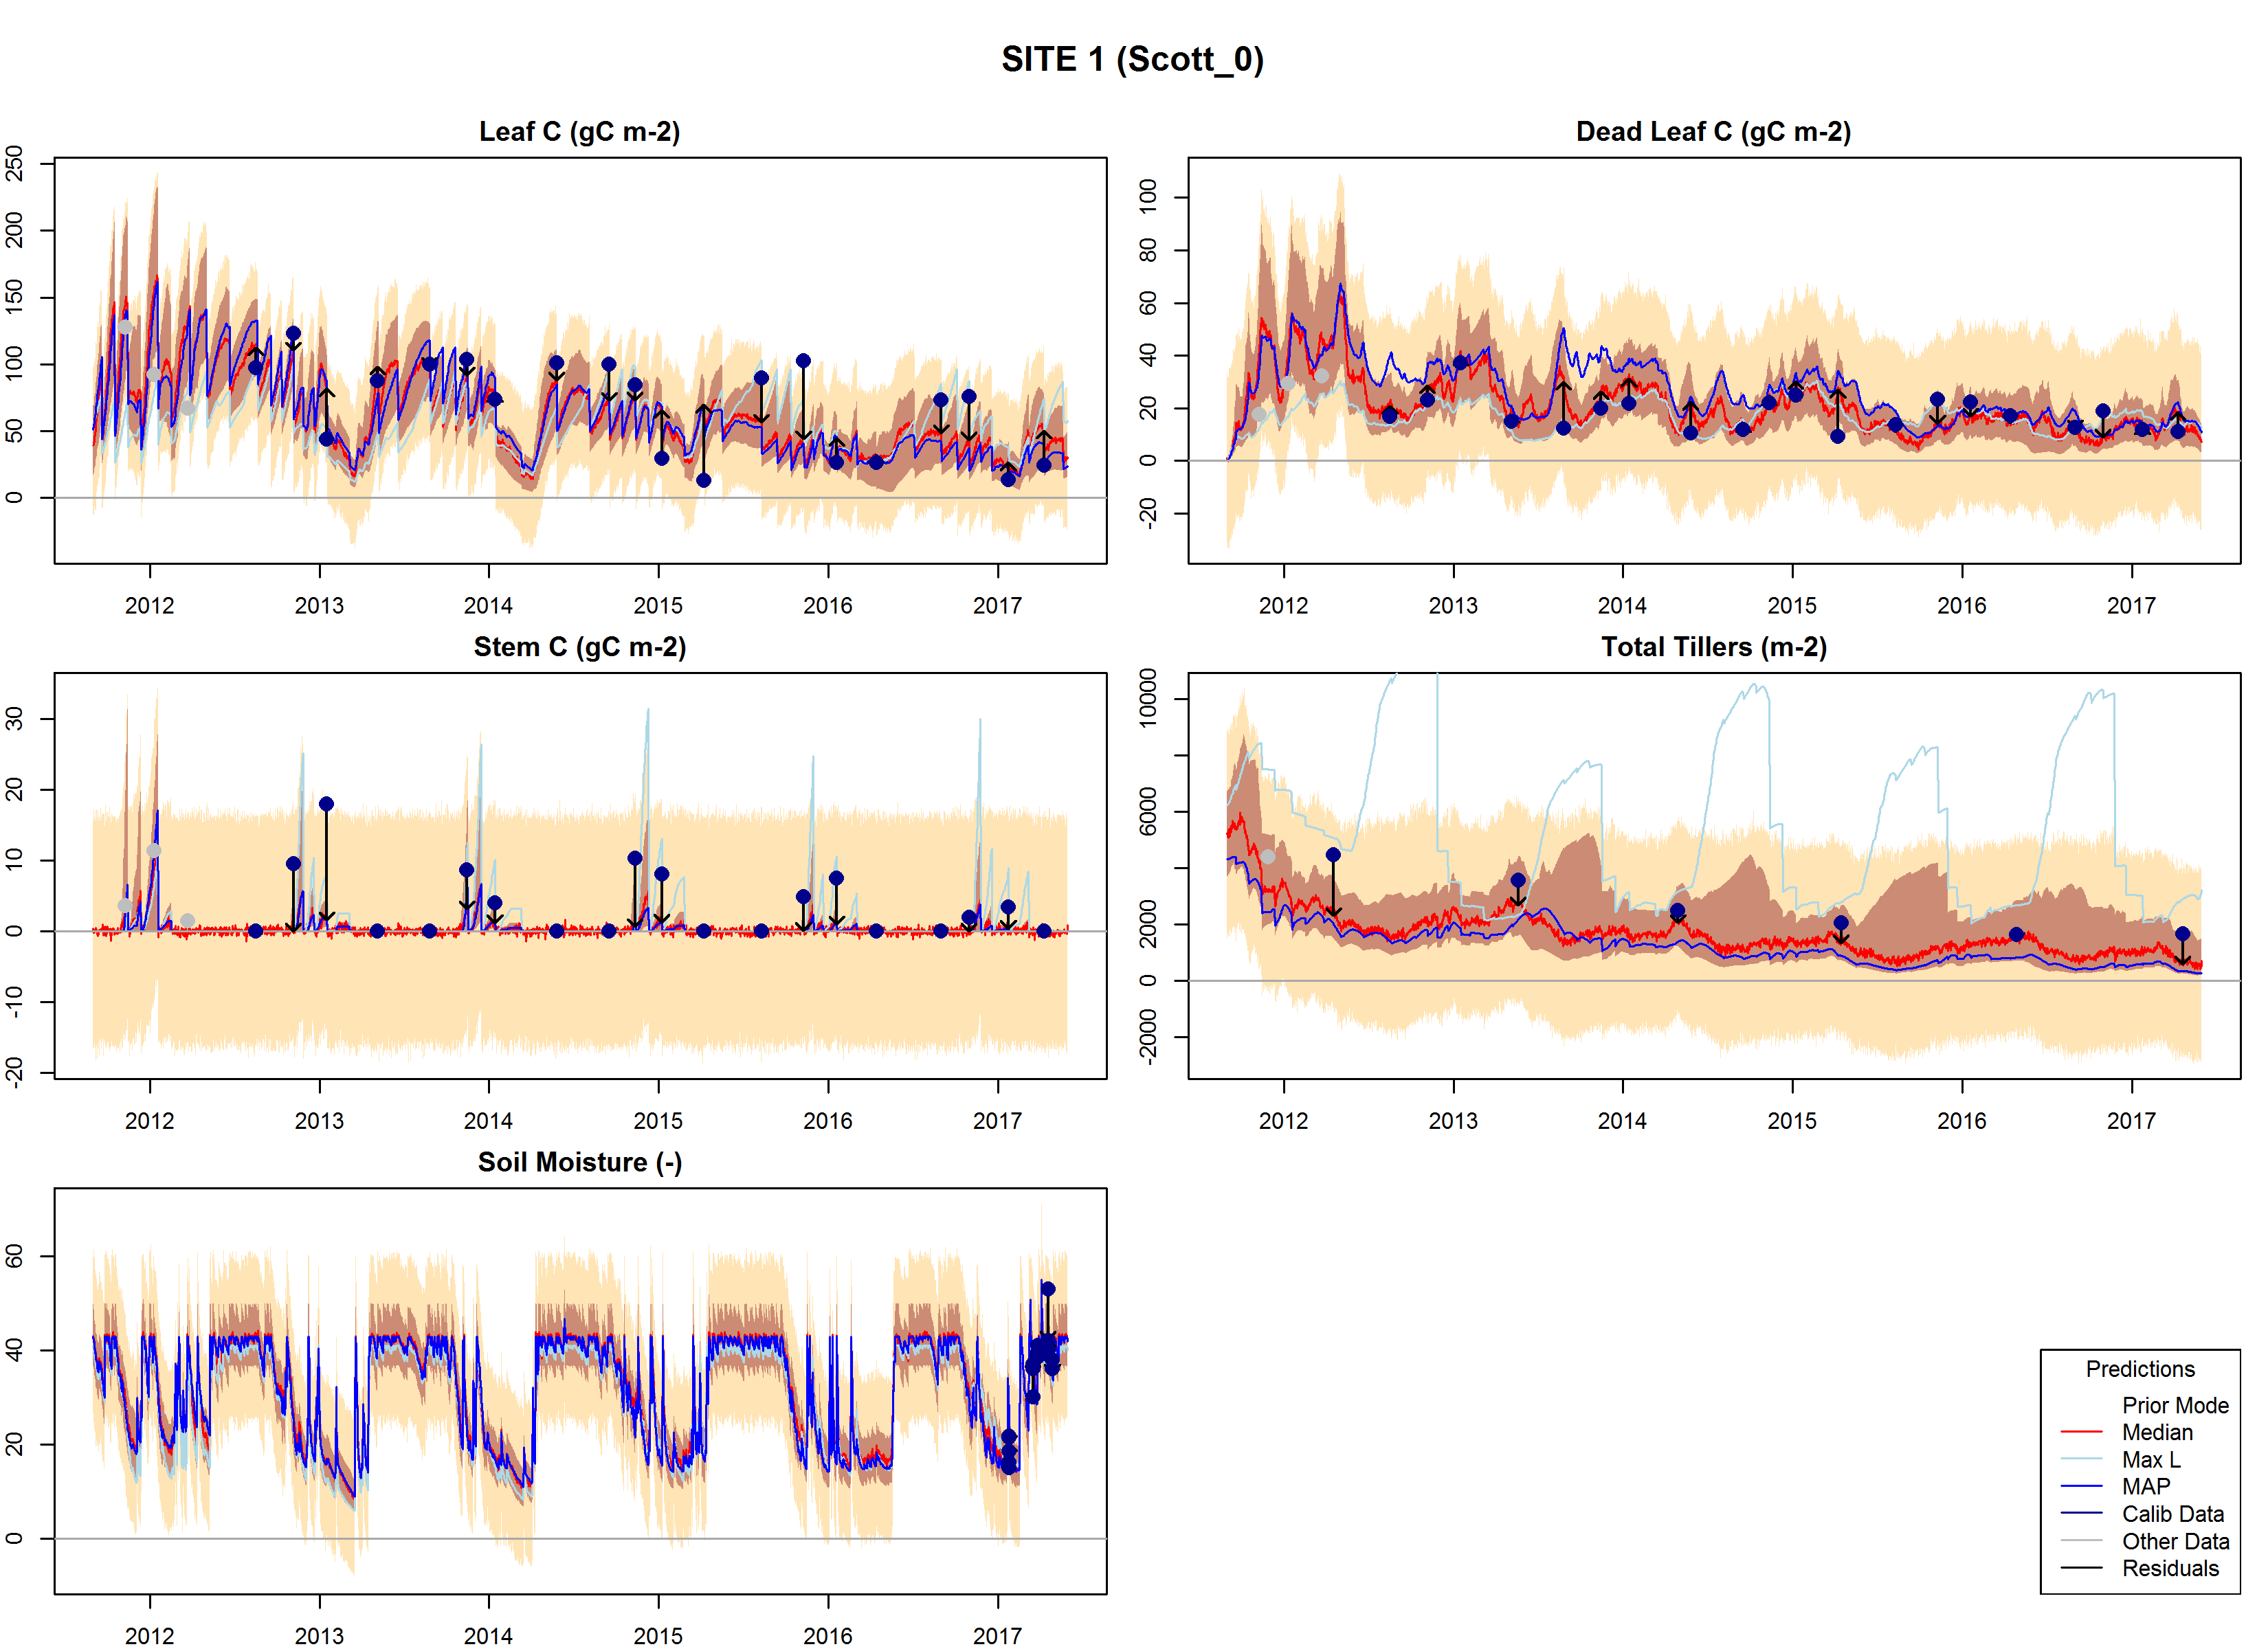 SITE 1 (Scott_0)
Leaf C (gC m-2)
250
200
150
100
50
0
2012 2013 2014 2015 2016 2017
Dead Leaf C (gC m-2)
100
80
60
40
20
0
-20
2012 2013 2014 2015 2016 2017
Stem C (gC m-2)
30
20
10
0
-10
-20
2012 2013 2014 2015 2016 2017
Total Tillers (m-2)
10000
6000
2000
0
-2000
2012 2013 2014 2015 2016 2017
Soil Moisture (-)
60
40
20
0
2012 2013 2014 2015 2016 2017
Predictions
Prior Mode
Median
Max L
MAP
Calib Data
Other Data
Residuals